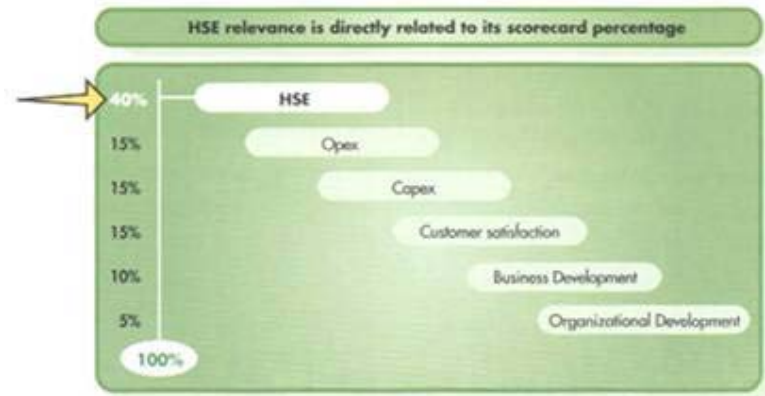 HSE relevance is directly related to its scorecard percentage
40% HSE
15% Opex
15% Capex
15% Customer satisfaction
10% Business Development
5% Organizational Development
100%